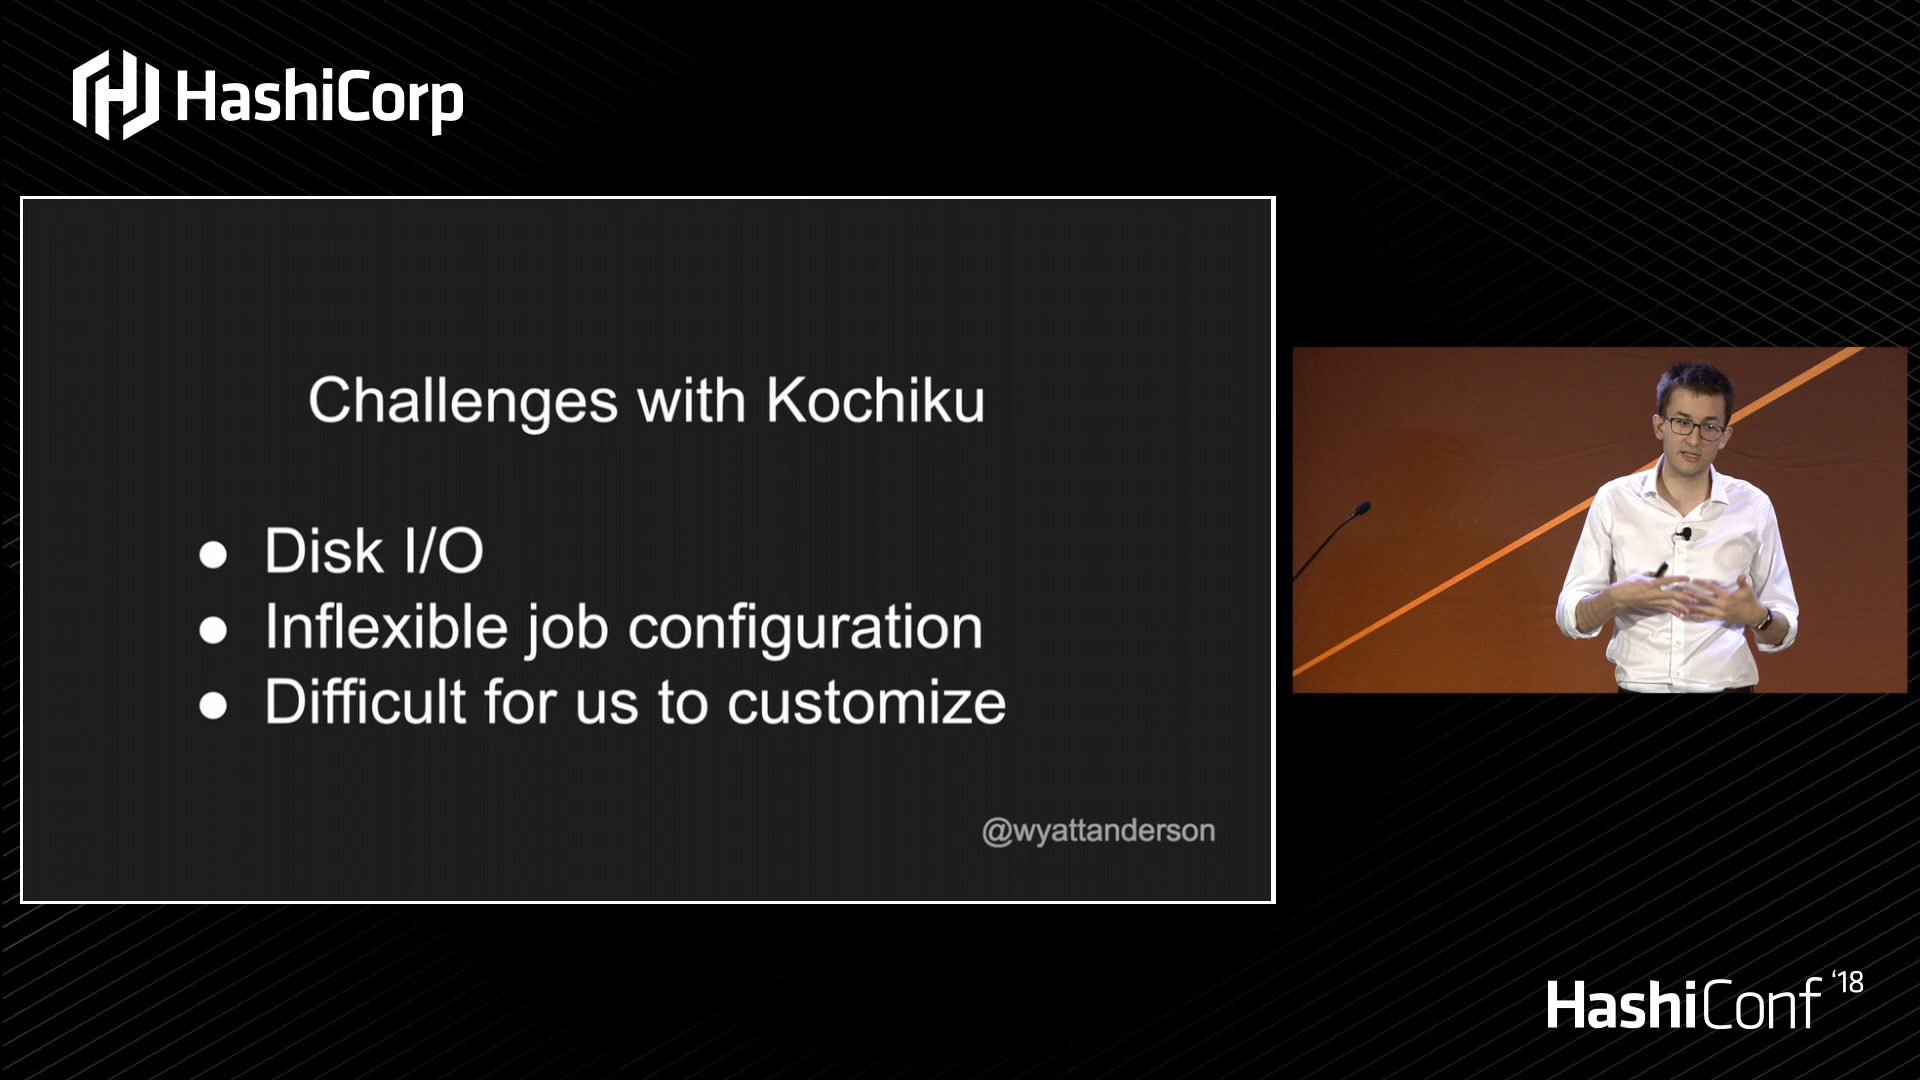 HashiCorp
Challenges with Kochiku
● Disk I/O
● Inflexible job configuration
● Difficult for us to customize
@wyattanderson
HashiConf '18